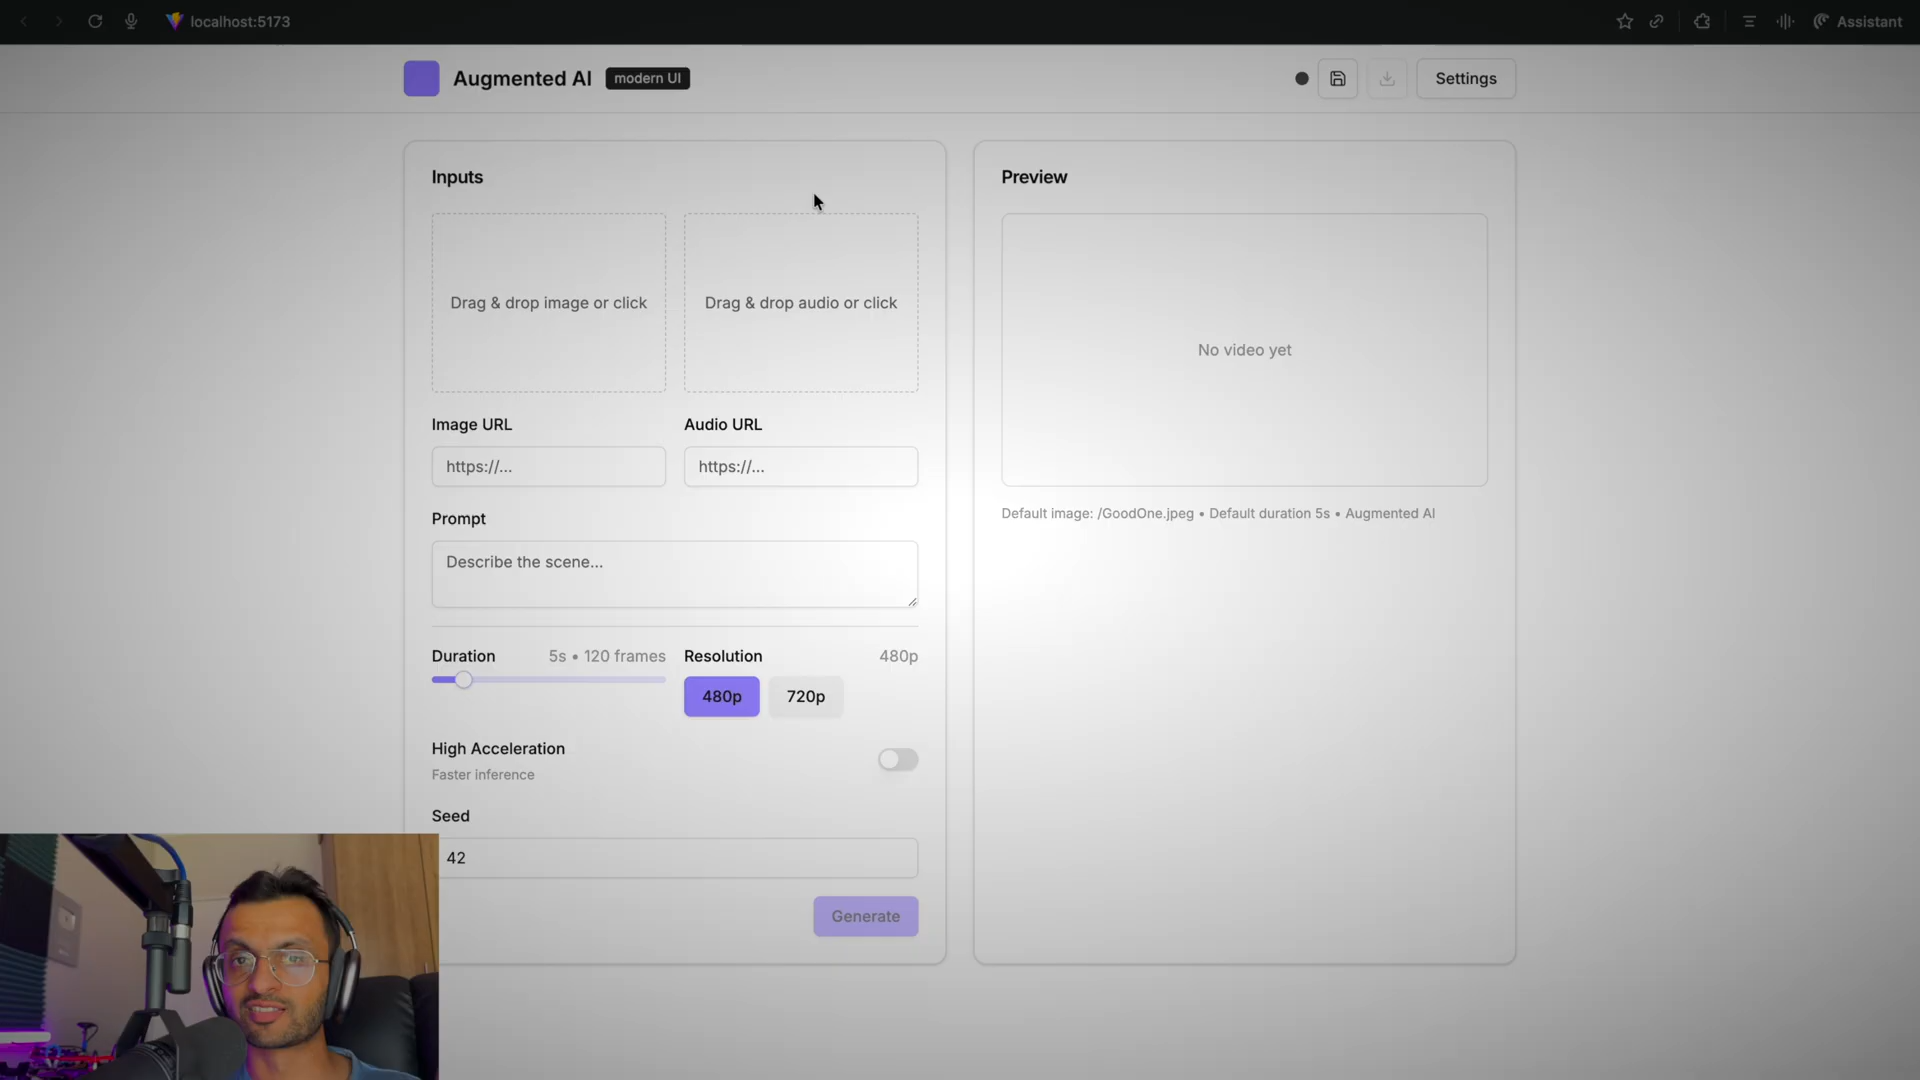 localhost:5173
Assistant
Augmented AI
modern UI
Settings
Inputs
Drag & drop image or click
Drag & drop audio or click
Image URL
Audio URL
https://...
https://...
Prompt
Describe the scene...
Duration
5s • 120 frames
Resolution
480p
480p
720p
High Acceleration
Faster inference
Seed
42
Generate
Preview
No video yet
Default image: /GoodOne.jpeg • Default duration 5s • Augmented AI